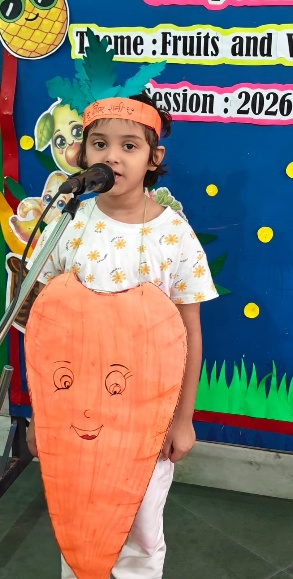 Theme : Fruits and V
Session : 2026